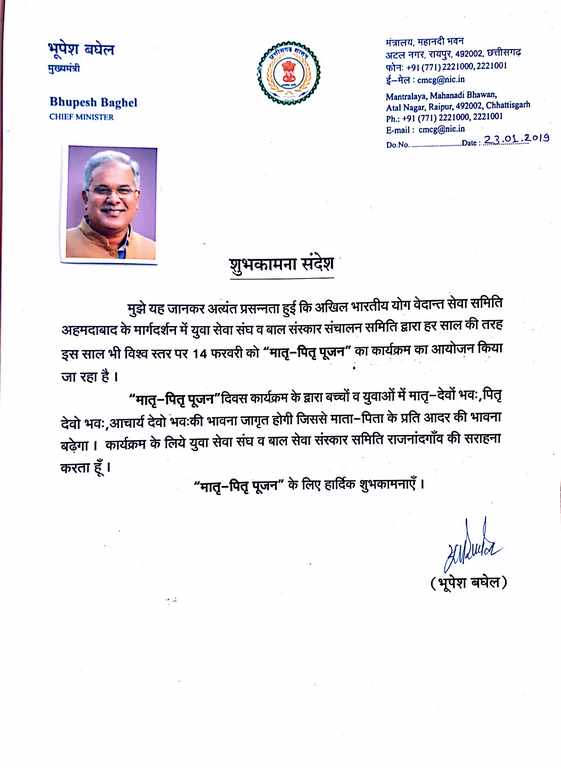 भूपेश बघेल
मुख्यमंत्री
Bhupesh Baghel
CHIEF MINISTER
छत्तीसगढ़ शासन
मंत्रालय, महानदी भवन
अटल नगर, रायपुर, 492002, छत्तीसगढ़
फोन: +91 (771) 2221000, 2221001
ई–मेल : cmcg@nic.in
Mantralaya, Mahanadi Bhawan,
Atal Nagar, Raipur, 492002, Chhattisgarh
Ph.: +91 (771) 2221000, 2221001
E-mail : cmcg@nic.in
Do.No. ....................Date : 23.01.2019
शुभकामना संदेश
मुझे यह जानकर अत्यंत प्रसन्नता हुई कि अखिल भारतीय योग वेदान्त सेवा समिति
अहमदाबाद के मार्गदर्शन में युवा सेवा संघ व बाल संस्कार संचालन समिति द्वारा हर साल की तरह
इस साल भी विश्व स्तर पर 14 फरवरी को “मातृ–पितृ पूजन” का कार्यक्रम का आयोजन किया
जा रहा है ।
“मातृ–पितृ पूजन”दिवस कार्यक्रम के द्वारा बच्चों व युवाओं में मातृ–देवों भवः,पितृ
देवो भवः,आचार्य देवो भवःकी भावना जागृत होगी जिससे माता–पिता के प्रति आदर की भावना
बढ़ेगा । कार्यक्रम के लिये युवा सेवा संघ व बाल सेवा संस्कार समिति राजनांदगाँव की सराहना
करता हूँ ।
“मातृ–पितृ पूजन” के लिए हार्दिक शुभकामनाएँ ।
(भूपेश बघेल)